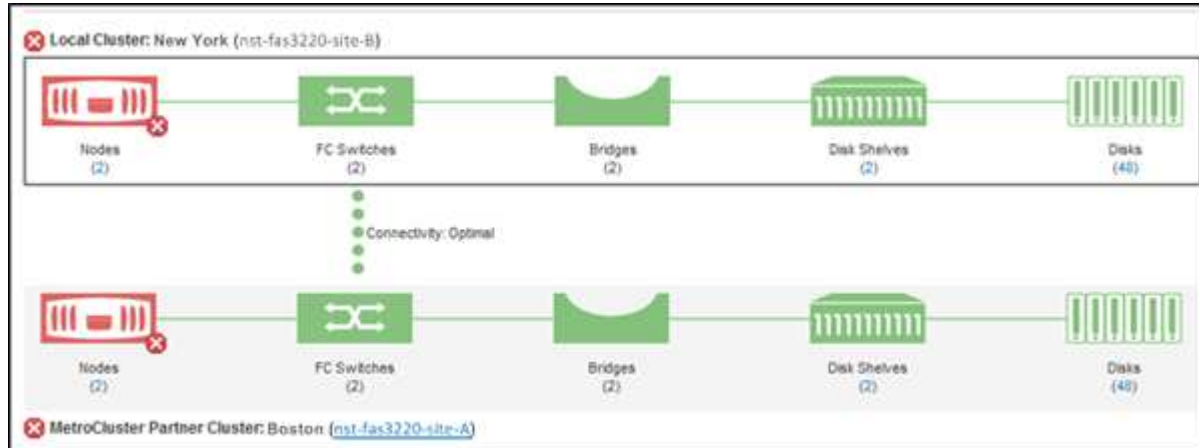 Local Cluster: New York (nst-fas3220-site-B)
Nodes FC Switches Bridges Disk Shelves Disks
(2) (2) (2) (2) (48)
Connectivity: Optimal
Nodes FC Switches Bridges Disk Shelves Disks
(2) (2) (2) (2) (48)
MetroCluster Partner Cluster: Boston (nst-fas3220-site-A)